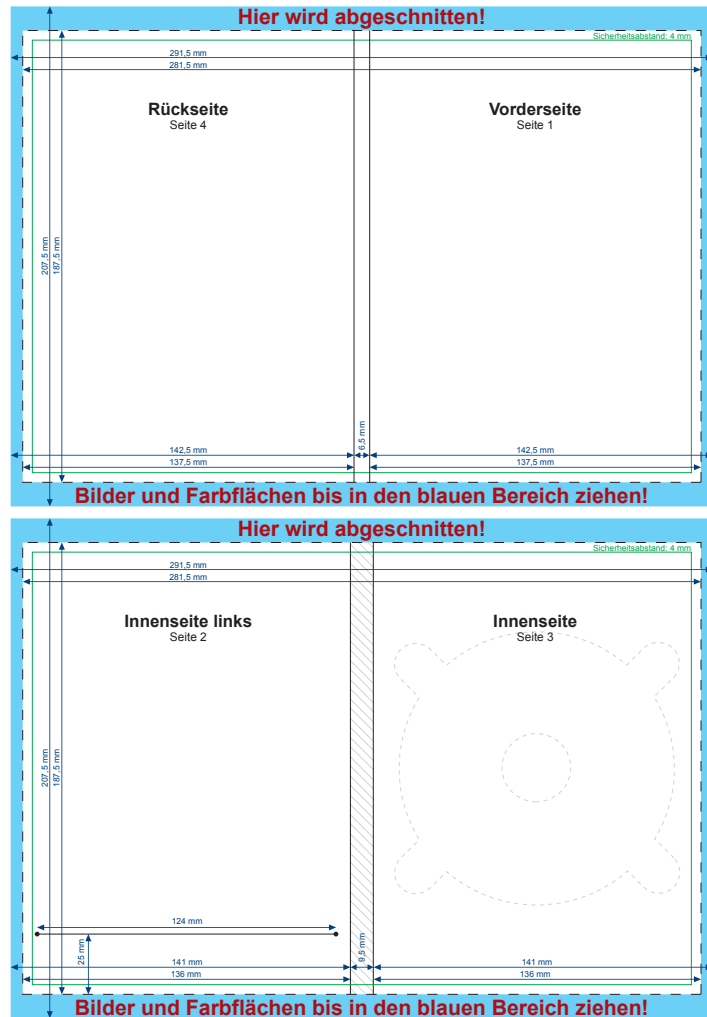 Hier wird abgeschnitten!
Sicherheitsabstand: 4 mm
291,5 mm
281,5 mm
Rückseite
Seite 4
Vorderseite
Seite 1
207,5 mm
187,5 mm
6,5 mm
142,5 mm
142,5 mm
137,5 mm
137,5 mm
Bilder und Farbflächen bis in den blauen Bereich ziehen!
Hier wird abgeschnitten!
Sicherheitsabstand: 4 mm
291,5 mm
281,5 mm
Innenseite links
Seite 2
Innenseite
Seite 3
207,5 mm
187,5 mm
124 mm
25 mm
9,5 mm
141 mm
141 mm
136 mm
136 mm
Bilder und Farbflächen bis in den blauen Bereich ziehen!